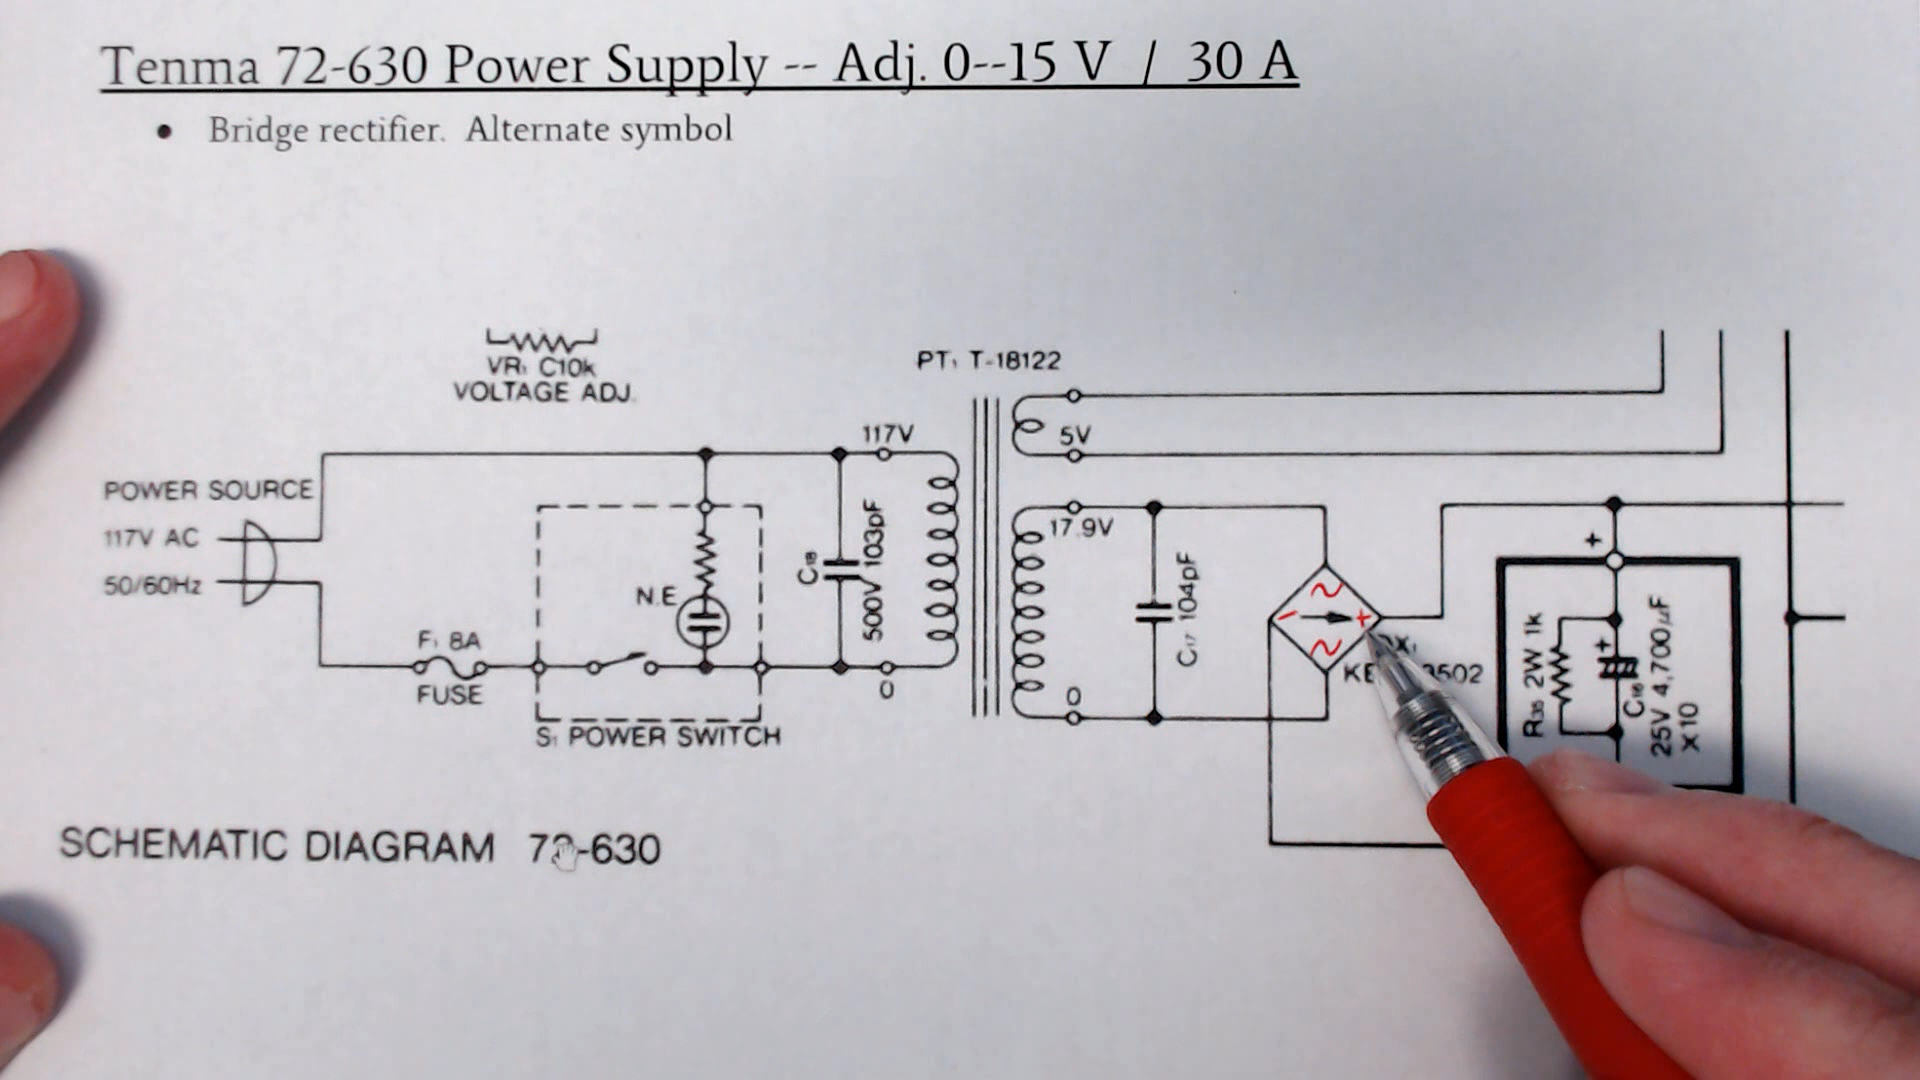 Tenma 72-630 Power Supply -- Adj. 0--15 V / 30 A
• Bridge rectifier. Alternate symbol
VR₁ C10k
VOLTAGE ADJ.
PT₁ T-18122
117V
5V
POWER SOURCE
117V AC
50/60Hz
17.9V
N.E
C₁₈
500V 103pF
C₁₇ 104pF
F₁ 8A
FUSE
0
0
S₁ POWER SWITCH
~
- +
~
+
R₃₅ 2W 1k
+
C₁₆
25V 4,700µF
X10
SCHEMATIC DIAGRAM 72-630